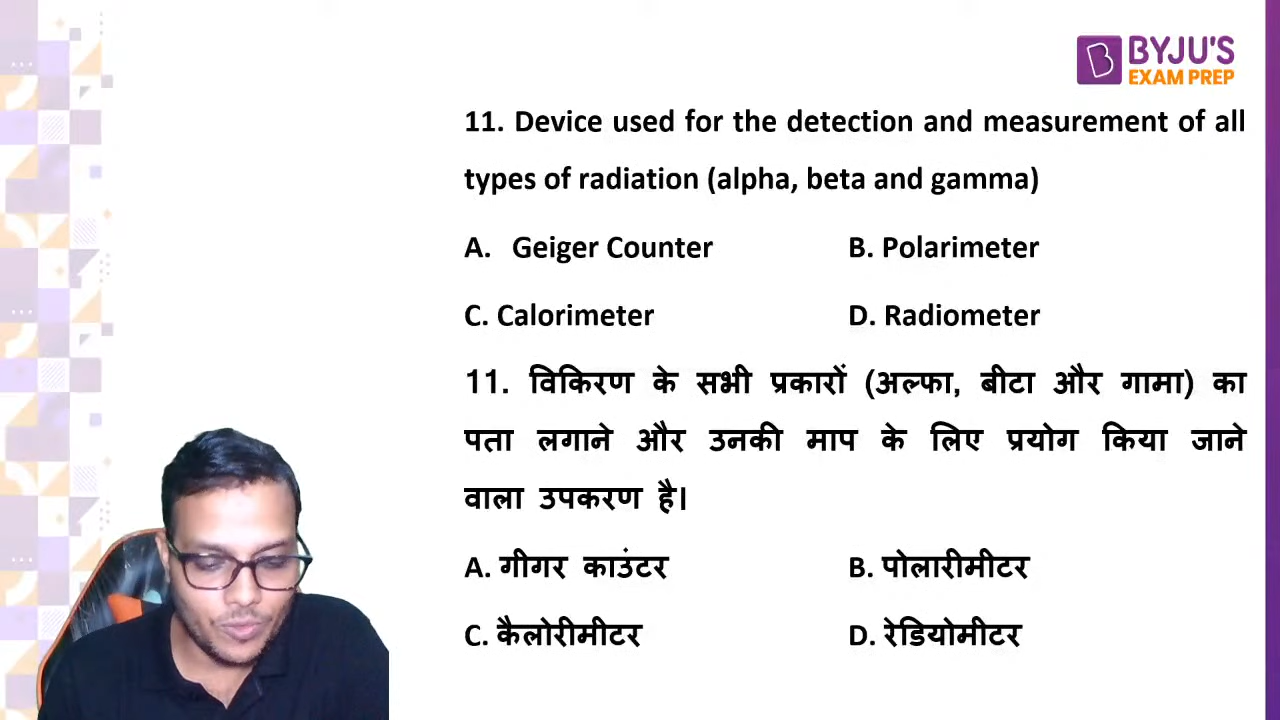 BYJU'S
EXAM PREP
11. Device used for the detection and measurement of all
types of radiation (alpha, beta and gamma)
A. Geiger Counter B. Polarimeter
C. Calorimeter D. Radiometer
11. विकिरण के सभी प्रकारों (अल्फा, बीटा और गामा) का
पता लगाने और उनकी माप के लिए प्रयोग किया जाने
वाला उपकरण है।
A. गीगर काउंटर B. पोलारीमीटर
C. कैलोरीमीटर D. रेडियोमीटर